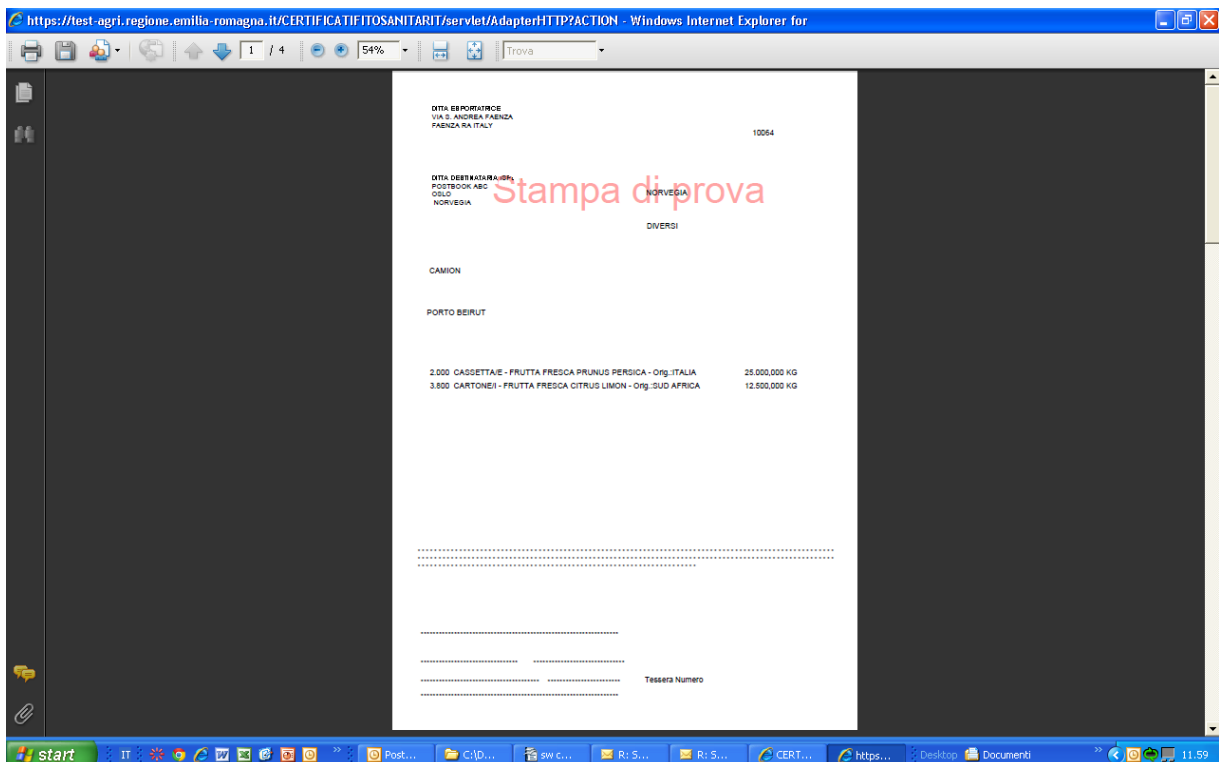 https://test-agri.regione.emilia-romagna.it/CERTIFICATIFITOSANITARIT/servlet/AdapterHTTP?ACTION - Windows Internet Explorer for
1 / 4 54% Trova
DITTA ESPORTATRICE
VIA S. ANDREA FAENZA
FAENZA RA ITALY
10064
DITTA DESTINATARIA
POSTBOOK ABC
OSLO
NORVEGIA
Stampa di prova
NORVEGIA
DIVERSI
CAMION
PORTO BEIRUT
2.000 CASSETTA/E - FRUTTA FRESCA PRUNUS PERSICA - Orig.:ITALIA 25.000,000 KG
3.800 CARTONE/I - FRUTTA FRESCA CITRUS LIMON - Orig.:SUD AFRICA 12.500,000 KG
Tessera Numero
start IT Post... C:\D... sw c... R: S... R: S... CERT... https... Desktop Documenti 11.59